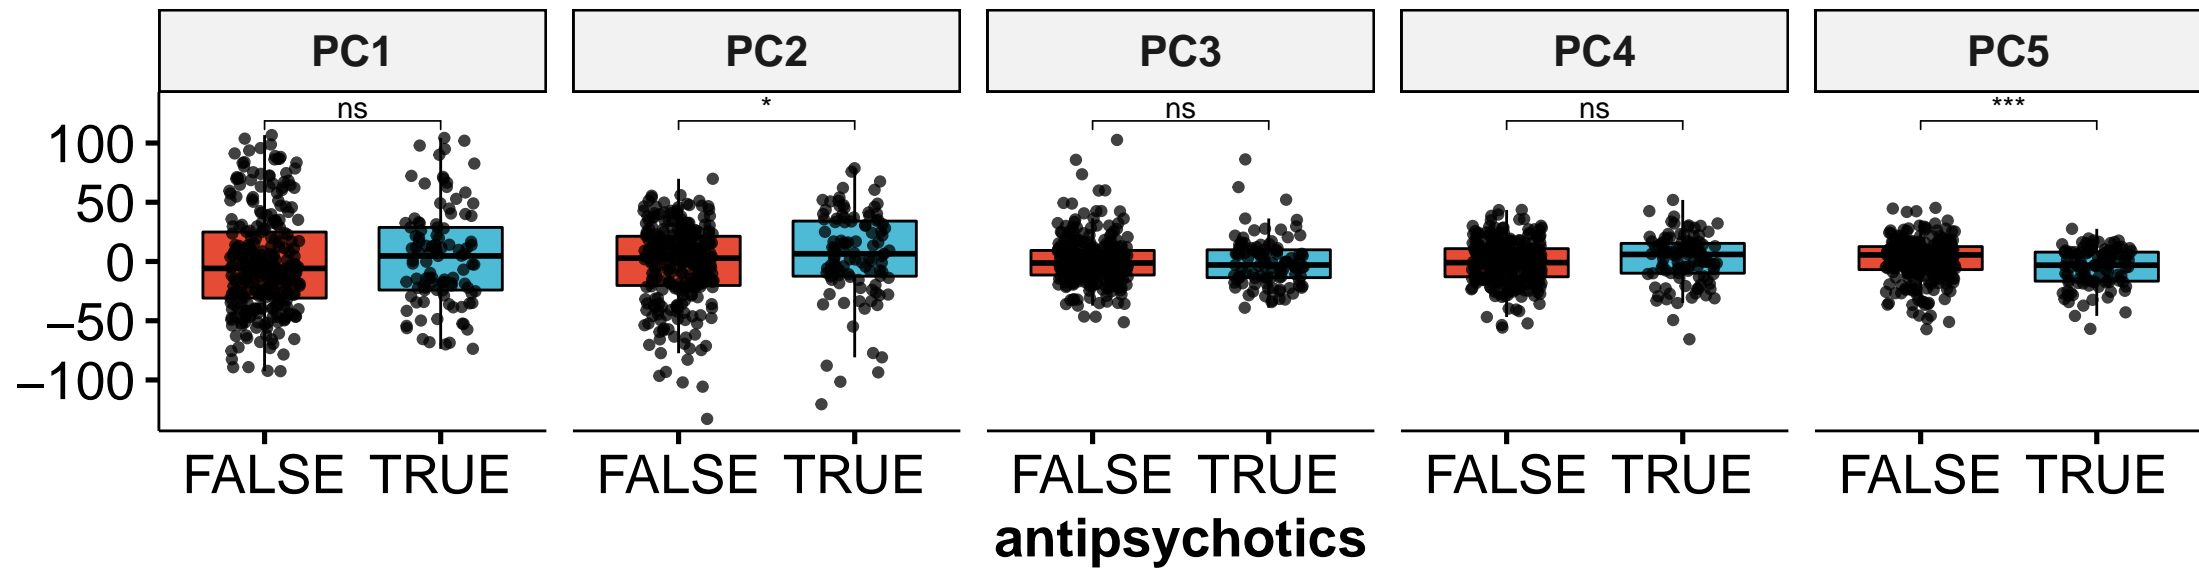 PC1 PC2 PC3 PC4 PC5
ns * ns ns ***
100
50
0
−50
−100
FALSE TRUE FALSE TRUE FALSE TRUE FALSE TRUE FALSE TRUE
antipsychotics